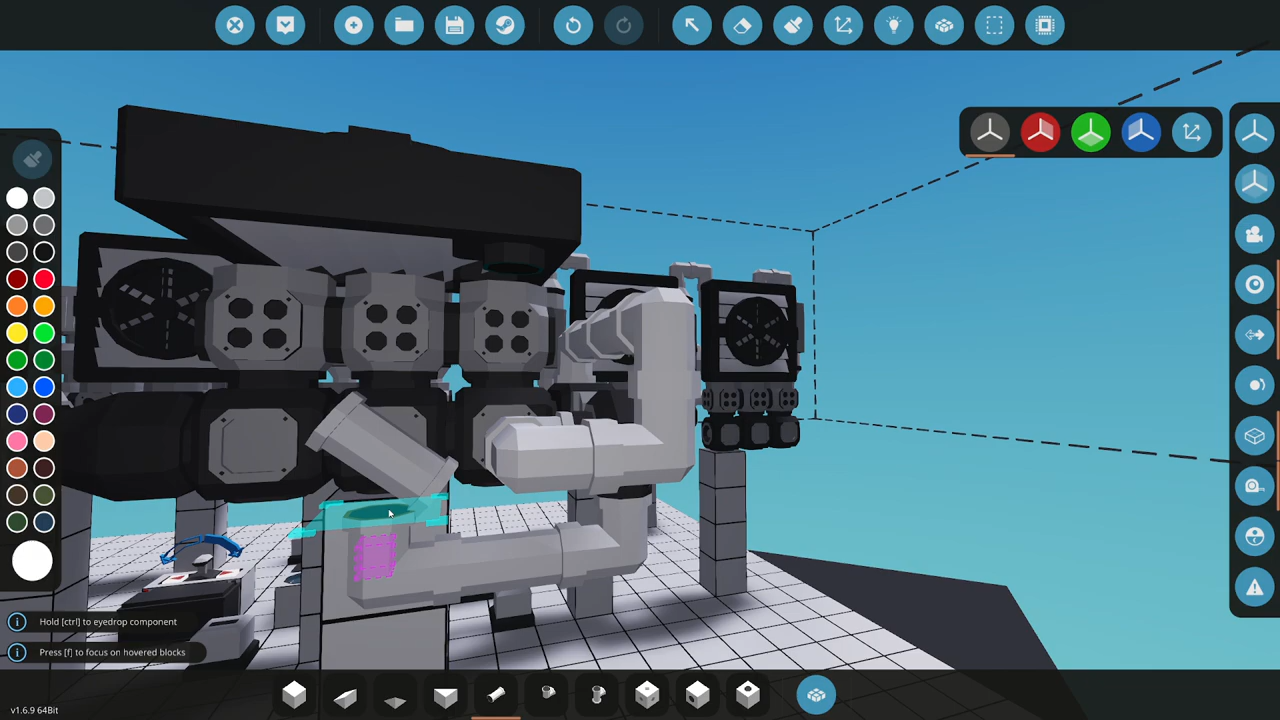 Hold [ctrl] to eyedrop component
Press [f] to focus on hovered blocks
v1.6.9 64Bit